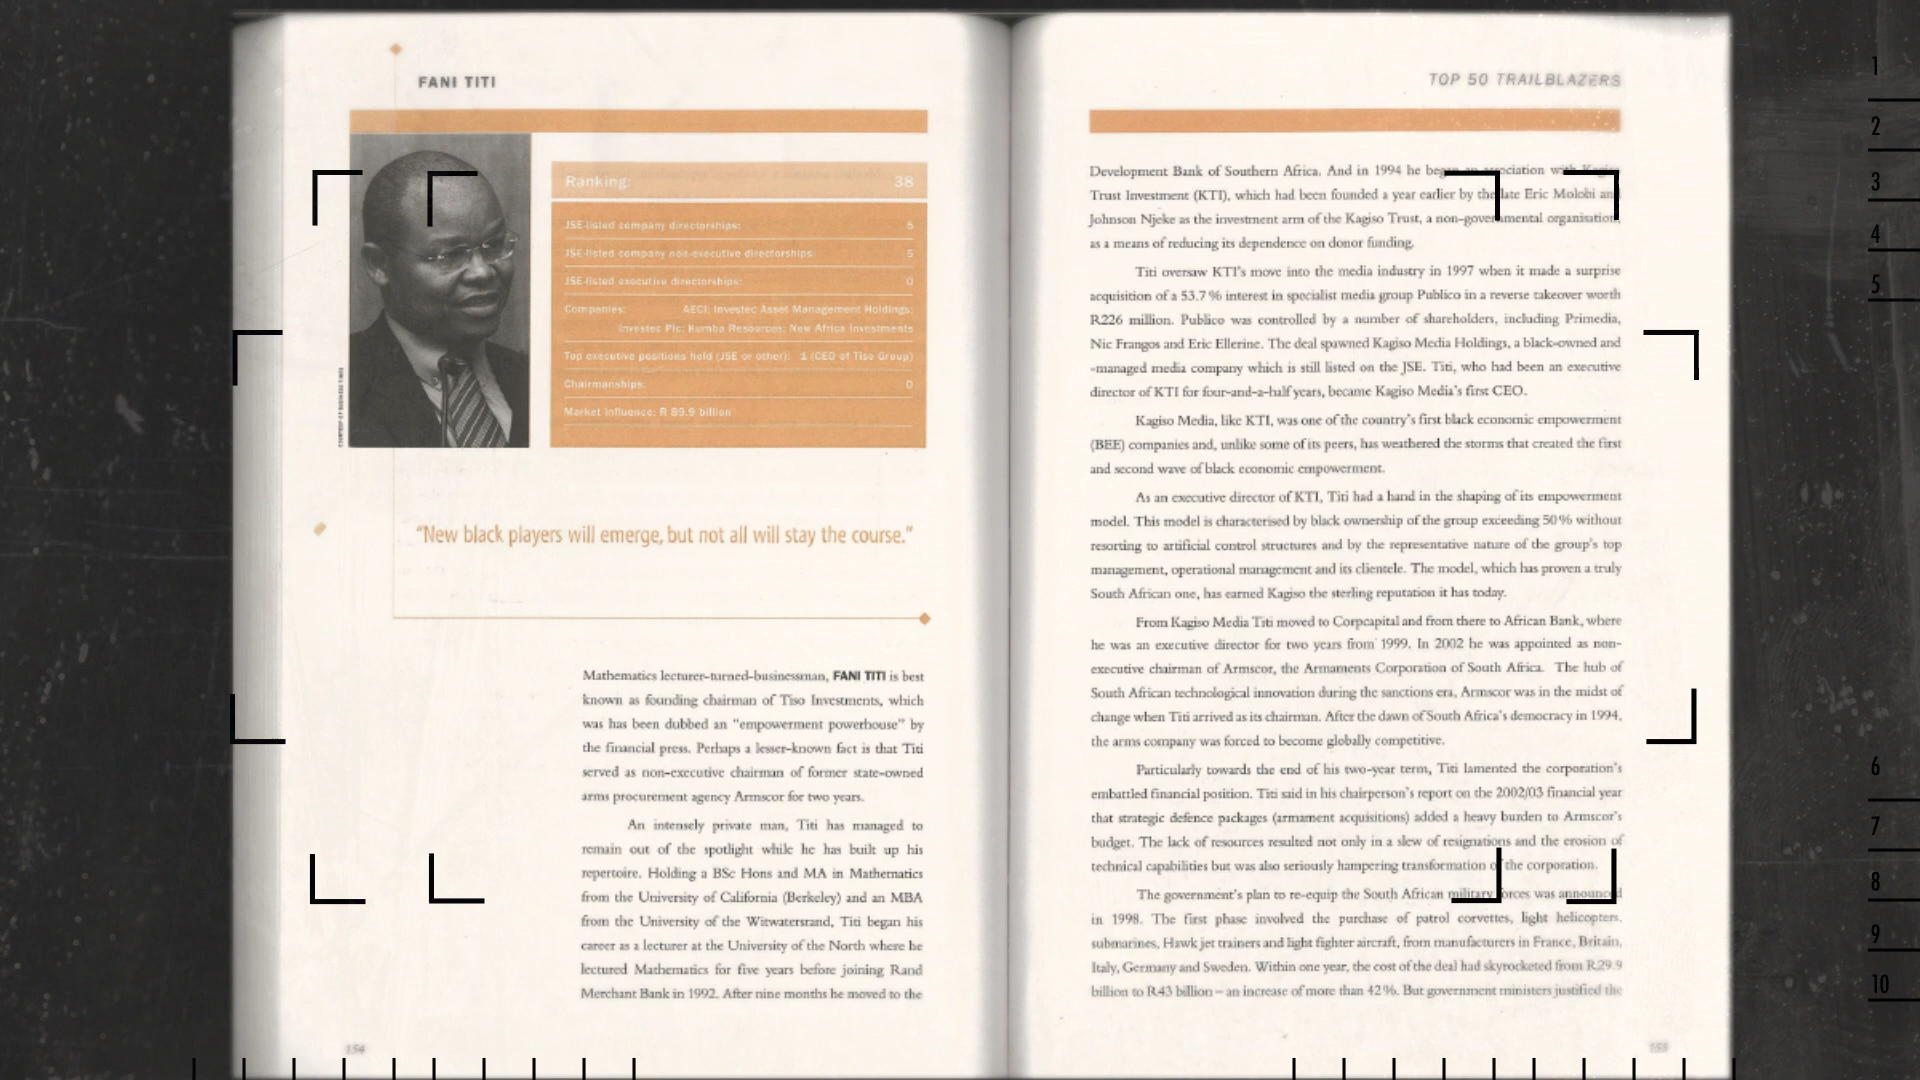 FANI TITI
Ranking: 38
JSE-listed company directorships: 5
JSE-listed company non-executive directorships: 5
JSE-listed executive directorships: 0
Companies: AECI; Investec Asset Management Holdings;
Investec Plc; Kumba Resources; New Africa Investments
Top executive positions held (JSE or other): 1 (CEO of Tiso Group)
Chairmanships: 0
Market influence: R 89.9 billion
COURTESY OF BUSINESS TIMES
“New black players will emerge, but not all will stay the course.”
Mathematics lecturer-turned-businessman, FANI TITI is best
known as founding chairman of Tiso Investments, which
was has been dubbed an “empowerment powerhouse” by
the financial press. Perhaps a lesser-known fact is that Titi
served as non-executive chairman of former state-owned
arms procurement agency Armscor for two years.
An intensely private man, Titi has managed to
remain out of the spotlight while he has built up his
repertoire. Holding a BSc Hons and MA in Mathematics
from the University of California (Berkeley) and an MBA
from the University of the Witwatersrand, Titi began his
career as a lecturer at the University of the North where he
lectured Mathematics for five years before joining Rand
Merchant Bank in 1992. After nine months he moved to the
154
TOP 50 TRAILBLAZERS
Development Bank of Southern Africa. And in 1994 he began an association with Kagiso
Trust Investment (KTI), which had been founded a year earlier by the late Eric Molobi and
Johnson Njeke as the investment arm of the Kagiso Trust, a non-governmental organisation,
as a means of reducing its dependence on donor funding.
Titi oversaw KTI’s move into the media industry in 1997 when it made a surprise
acquisition of a 53.7 % interest in specialist media group Publico in a reverse takeover worth
R226 million. Publico was controlled by a number of shareholders, including Primedia,
Nic Frangos and Eric Ellerine. The deal spawned Kagiso Media Holdings, a black-owned and
-managed media company which is still listed on the JSE. Titi, who had been an executive
director of KTI for four-and-a-half years, became Kagiso Media’s first CEO.
Kagiso Media, like KTI, was one of the country’s first black economic empowerment
(BEE) companies and, unlike some of its peers, has weathered the storms that created the first
and second wave of black economic empowerment.
As an executive director of KTI, Titi had a hand in the shaping of its empowerment
model. This model is characterised by black ownership of the group exceeding 50 % without
resorting to artificial control structures and by the representative nature of the group’s top
management, operational management and its clientele. The model, which has proven a truly
South African one, has earned Kagiso the sterling reputation it has today.
From Kagiso Media Titi moved to Corpcapital and from there to African Bank, where
he was an executive director for two years from 1999. In 2002 he was appointed as non-
executive chairman of Armscor, the Armaments Corporation of South Africa. The hub of
South African technological innovation during the sanctions era, Armscor was in the midst of
change when Titi arrived as its chairman. After the dawn of South Africa’s democracy in 1994,
the arms company was forced to become globally competitive.
Particularly towards the end of his two-year term, Titi lamented the corporation’s
embattled financial position. Titi said in his chairperson’s report on the 2002/03 financial year
that strategic defence packages (armament acquisitions) added a heavy burden to Armscor’s
budget. The lack of resources resulted not only in a slew of resignations and the erosion of
technical capabilities but was also seriously hampering transformation of the corporation.
The government’s plan to re-equip the South African military forces was announced
in 1998. The first phase involved the purchase of patrol corvettes, light helicopters,
submarines, Hawk jet trainers and light fighter aircraft, from manufacturers in France, Britain,
Italy, Germany and Sweden. Within one year, the cost of the deal had skyrocketed from R29.9
billion to R43 billion – an increase of more than 42 %. But government ministers justified the
155
1
2
3
4
5
6
7
8
9
10